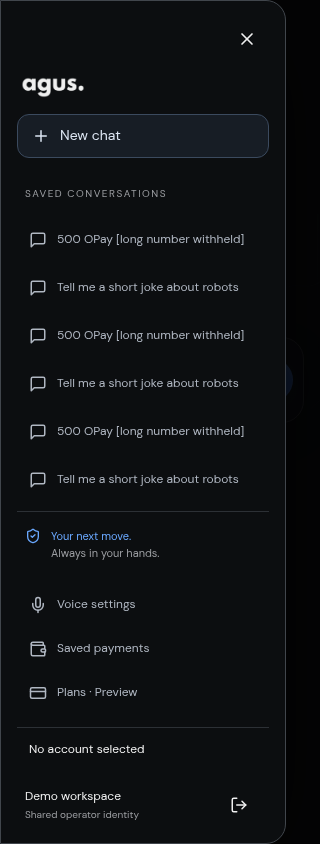 agus.
New chat
SAVED CONVERSATIONS
500 OPay [long number withheld]
Tell me a short joke about robots
500 OPay [long number withheld]
Tell me a short joke about robots
500 OPay [long number withheld]
Tell me a short joke about robots
Your next move.
Always in your hands.
Voice settings
Saved payments
Plans · Preview
No account selected
Demo workspace
Shared operator identity